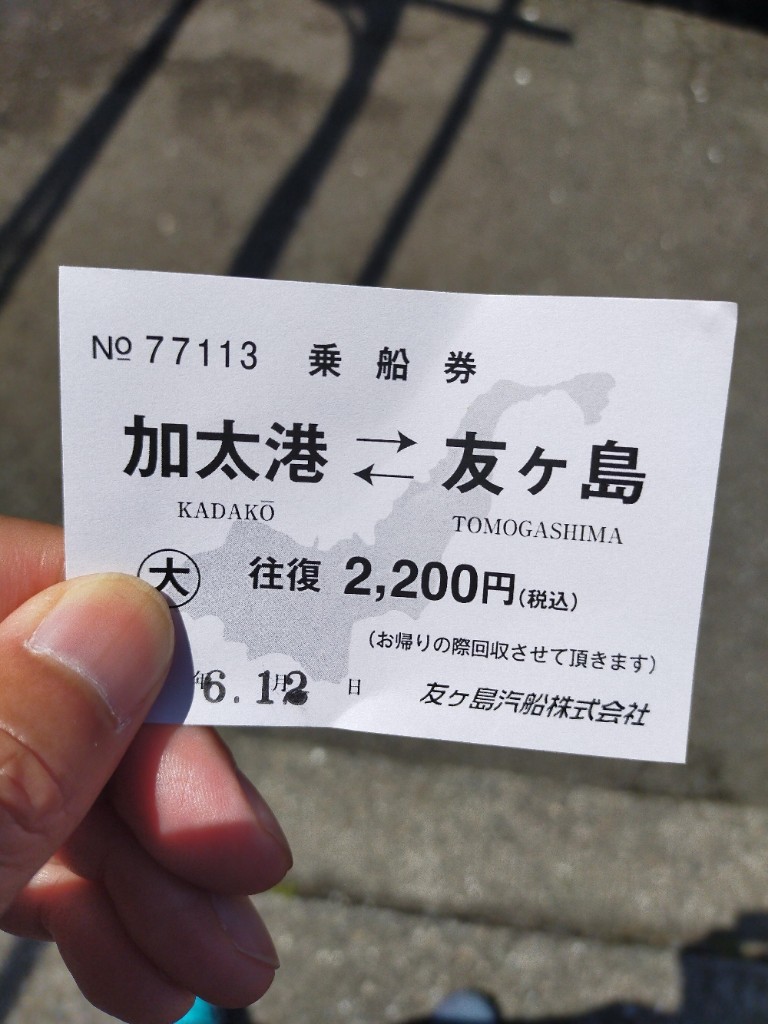 No 77113 乗船券
加太港 ⇄ 友ヶ島
KADAKŌ TOMOGASHIMA
大 往復 2,200円(税込)
(お帰りの際回収させて頂きます)
年 月 日 友ヶ島汽船株式会社
6.12